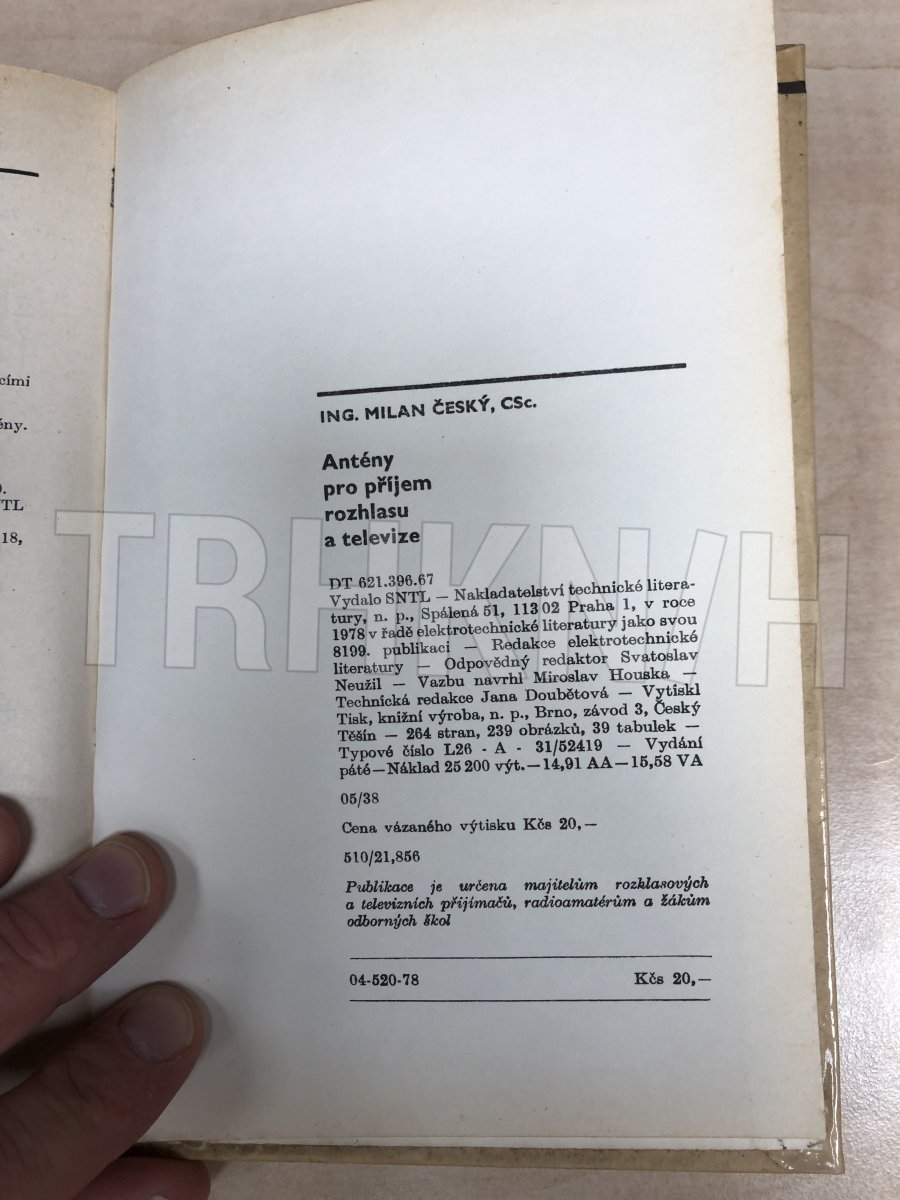 cími
ény.
).
NTL
18,
ING. MILAN ČESKÝ, CSc.
Antény
pro příjem
rozhlasu
a televize
DT 621.396.67
Vydalo SNTL — Nakladatelství technické litera-
tury, n. p., Spálená 51, 113 02 Praha 1, v roce
1978 v řadě elektrotechnické literatury jako svou
8199. publikaci — Redakce elektrotechnické
literatury — Odpovědný redaktor Svatoslav
Neužil — Vazbu navrhl Miroslav Houska —
Technická redakce Jana Doubětová — Vytiskl
Tisk, knižní výroba, n. p., Brno, závod 3, Český
Těšín — 264 stran, 239 obrázků, 39 tabulek —
Typové číslo L26 - A - 31/52419 — Vydání
páté — Náklad 25 200 výt. — 14,91 AA — 15,58 VA
05/38
Cena vázaného výtisku Kčs 20,—
510/21,856
Publikace je určena majitelům rozhlasových
a televizních přijímačů, radioamatérům a žákům
odborných škol
04-520-78 Kčs 20,—
TRHKNIH